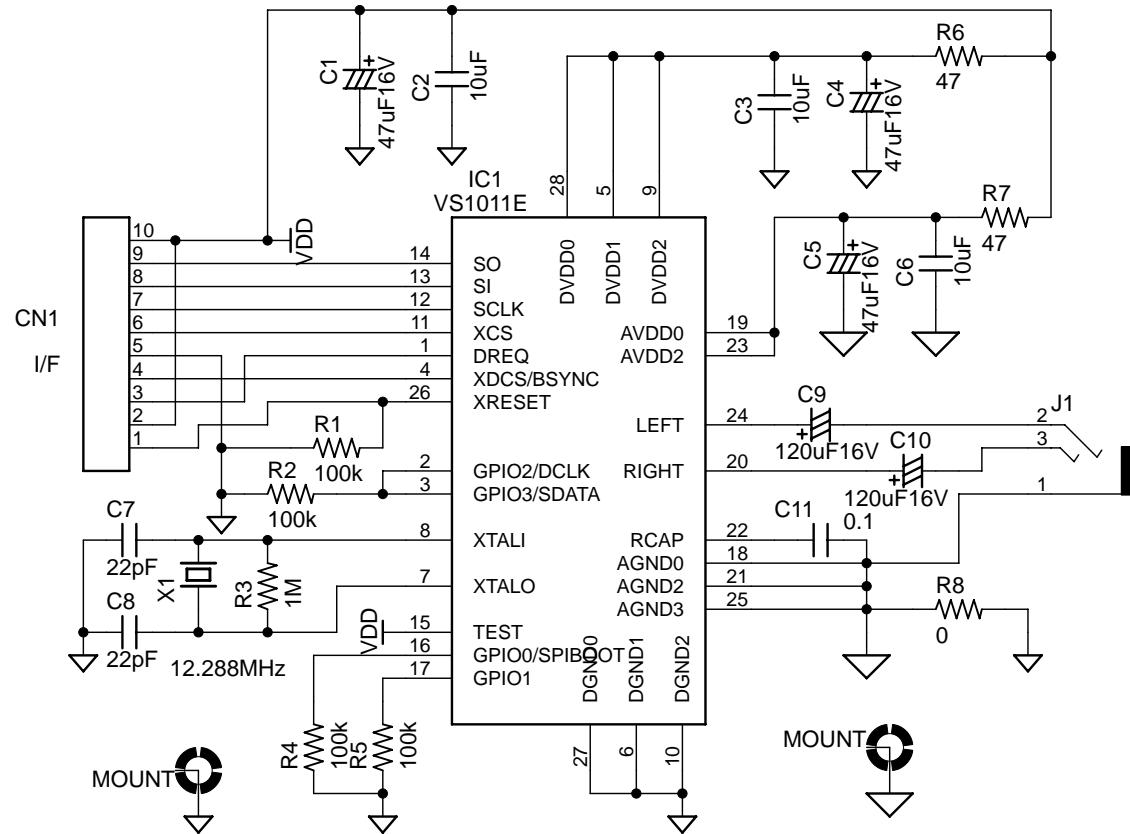 C1
+
47uF16V
C2
10uF
C3
10uF
C4
+
47uF16V
R6
47
R7
47
C5
+
47uF16V
C6
10uF
IC1
VS1011E
28
5
9
DVDD0
DVDD1
DVDD2
CN1
I/F
10
9
8
7
6
5
4
3
2
1
VDD
14 SO
13 SI
12 SCLK
11 XCS
1 DREQ
4 XDCS/BSYNC
26 XRESET
2 GPIO2/DCLK
3 GPIO3/SDATA
8 XTALI
7 XTALO
15 TEST
16 GPIO0/SPIBOOT
17 GPIO1
AVDD0 19
AVDD2 23
LEFT 24
RIGHT 20
RCAP 22
AGND0 18
AGND2 21
AGND3 25
DGND0
DGND1
DGND2
27
6
10
R1
100k
R2
100k
C7
22pF
C8
22pF
X1
12.288MHz
R3
1M
VDD
R4
100k
R5
100k
C9
+
120uF16V
C10
+
120uF16V
J1
2
3
1
C11
0.1
R8
0
MOUNT
MOUNT